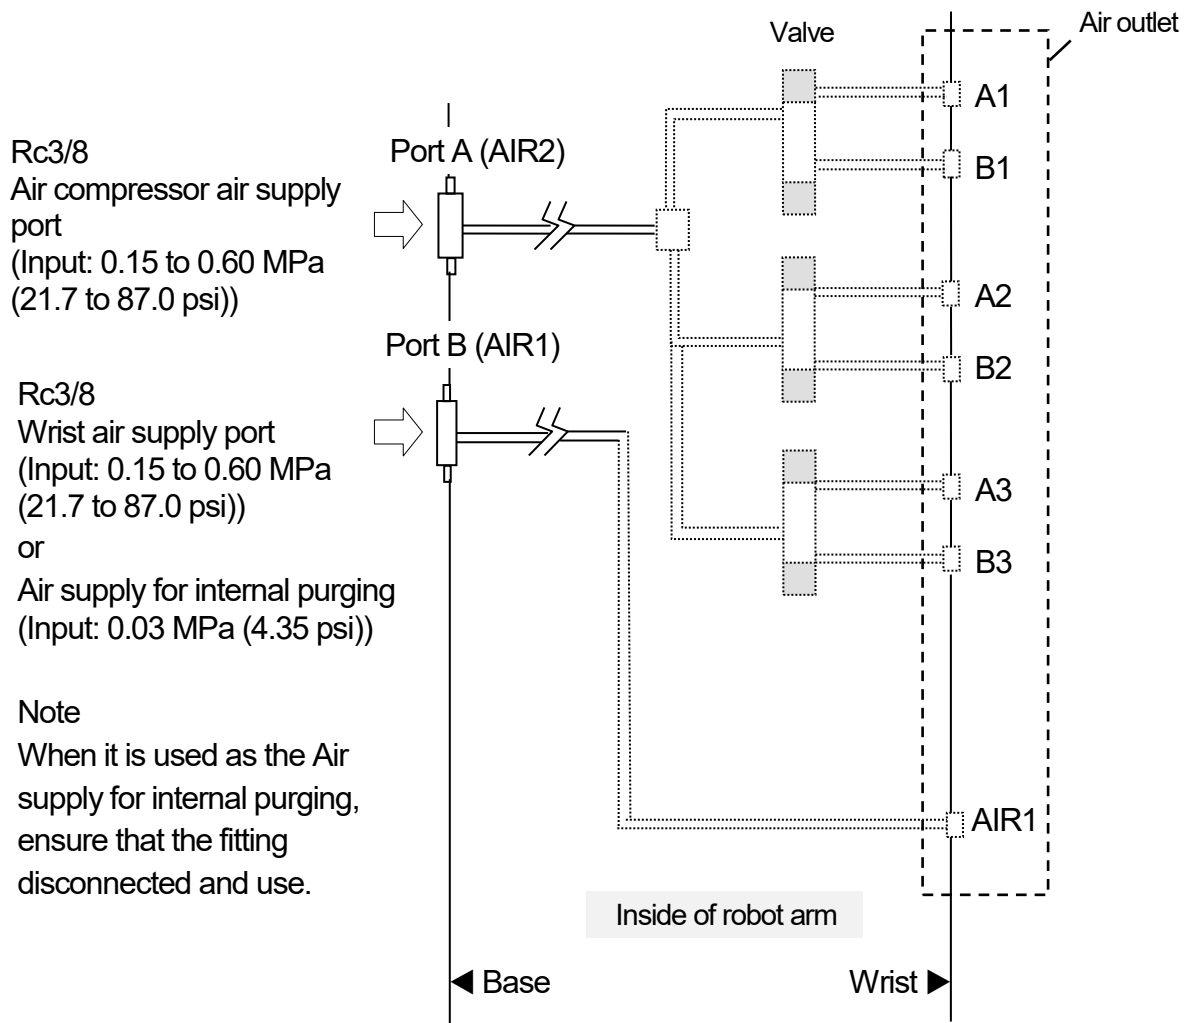 Air outlet
Valve
A1
B1
Port A (AIR2)
Rc3/8
Air compressor air supply
port
(Input: 0.15 to 0.60 MPa
(21.7 to 87.0 psi))
A2
B2
Port B (AIR1)
Rc3/8
Wrist air supply port
(Input: 0.15 to 0.60 MPa
(21.7 to 87.0 psi))
or
Air supply for internal purging
(Input: 0.03 MPa (4.35 psi))
A3
B3
Note
When it is used as the Air
supply for internal purging,
ensure that the fitting
disconnected and use.
AIR1
Inside of robot arm
Base
Wrist